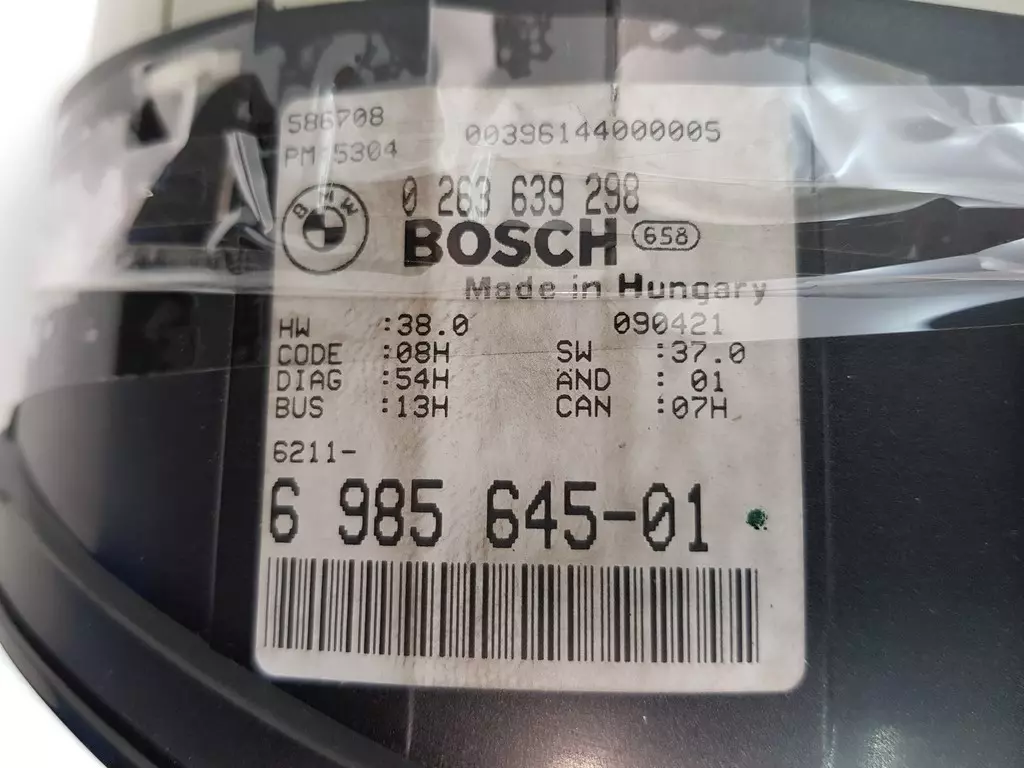 586708
PM 5304 00396144000005
BMW
0 263 639 298
BOSCH 658
Made in Hungary
HW :38.0 090421
CODE :08H SW :37.0
DIAG :54H AND : 01
BUS :13H CAN :07H
6211-
6 985 645-01